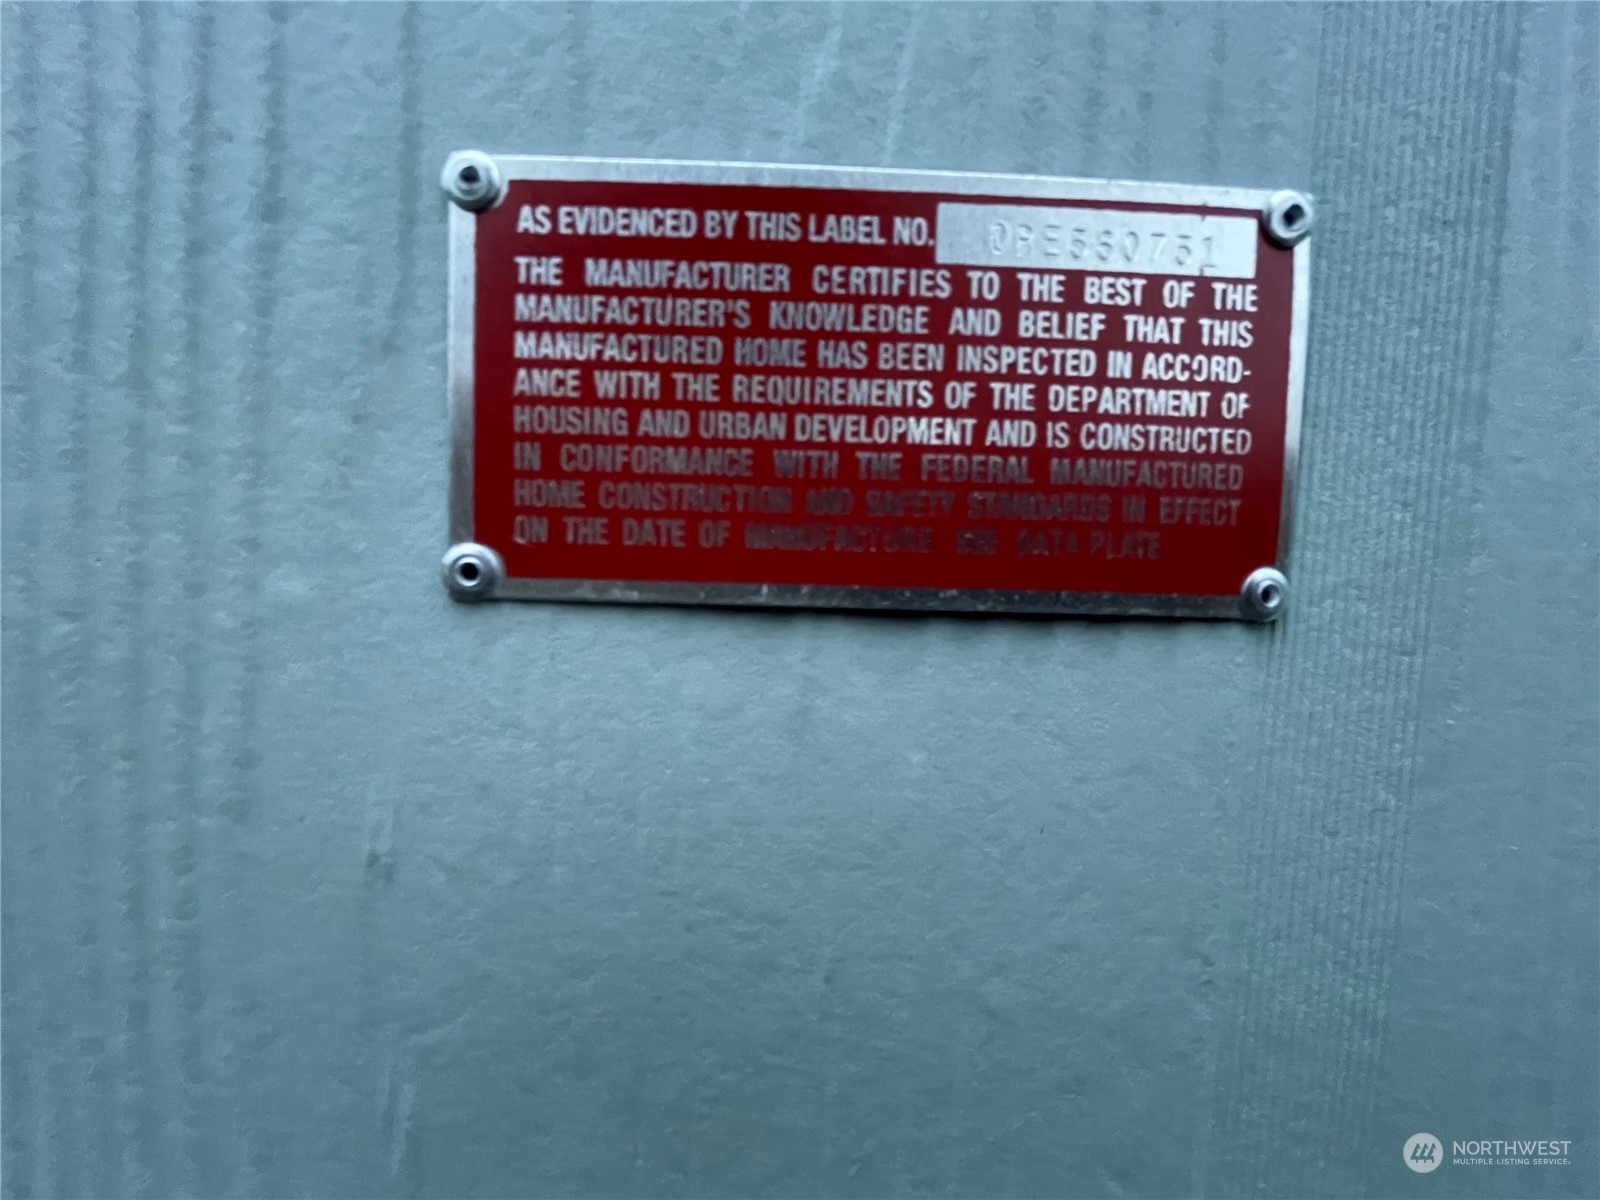 AS EVIDENCED BY THIS LABEL NO. ORE560751
THE MANUFACTURER CERTIFIES TO THE BEST OF THE
MANUFACTURER'S KNOWLEDGE AND BELIEF THAT THIS
MANUFACTURED HOME HAS BEEN INSPECTED IN ACCORD-
ANCE WITH THE REQUIREMENTS OF THE DEPARTMENT OF
HOUSING AND URBAN DEVELOPMENT AND IS CONSTRUCTED
IN CONFORMANCE WITH THE FEDERAL MANUFACTURED
HOME CONSTRUCTION AND SAFETY STANDARDS IN EFFECT
ON THE DATE OF MANUFACTURE SEE DATA PLATE
NORTHWEST
MULTIPLE LISTING SERVICE